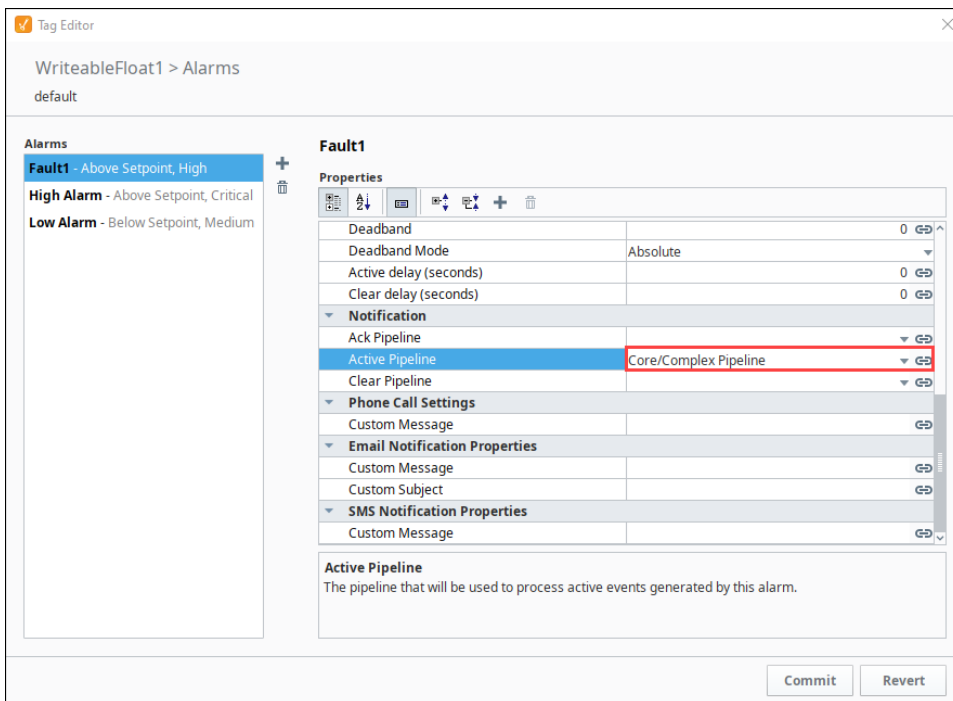 Tag Editor
WriteableFloat1 > Alarms
default
Alarms
Fault1 - Above Setpoint, High
High Alarm - Above Setpoint, Critical
Low Alarm - Below Setpoint, Medium
Fault1
Properties
Deadband 0
Deadband Mode Absolute
Active delay (seconds) 0
Clear delay (seconds) 0
Notification
Ack Pipeline
Active Pipeline Core/Complex Pipeline
Clear Pipeline
Phone Call Settings
Custom Message
Email Notification Properties
Custom Message
Custom Subject
SMS Notification Properties
Custom Message
Active Pipeline
The pipeline that will be used to process active events generated by this alarm.
Commit Revert